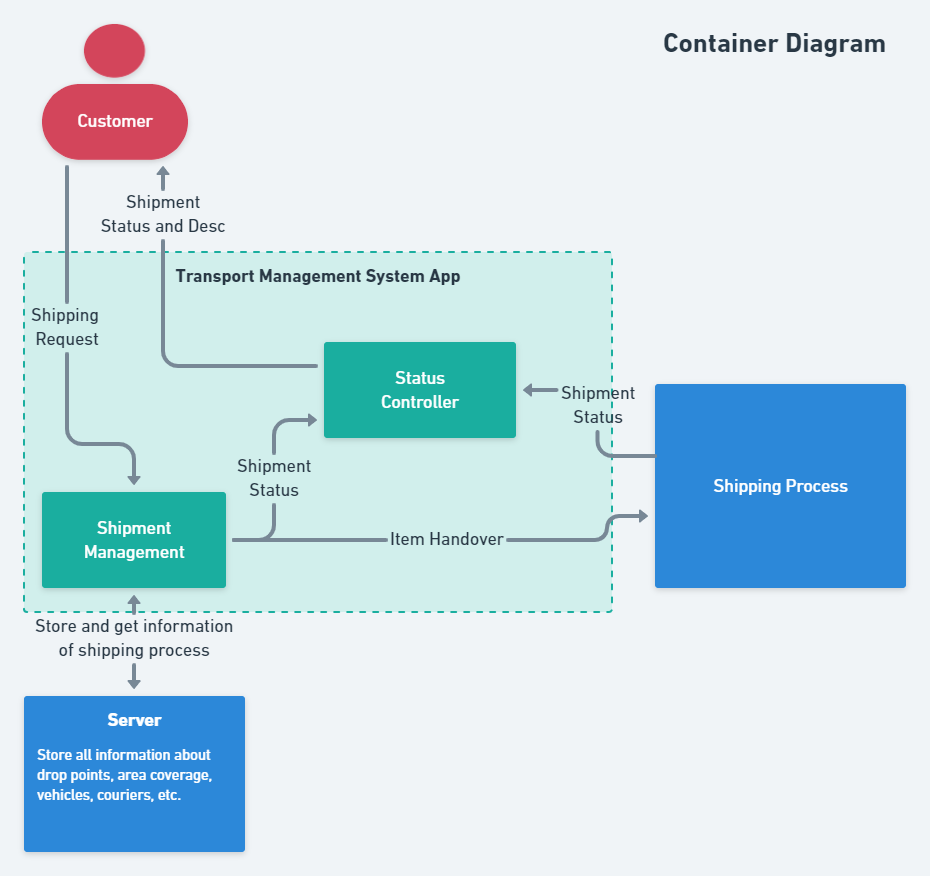 Container Diagram
Customer
Shipment
Status and Desc
Transport Management System App
Shipping
Request
Status
Controller
Shipment
Status
Shipping Process
Shipment
Status
Shipment
Management
Item Handover
Store and get information
of shipping process
Server
Store all information about
drop points, area coverage,
vehicles, couriers, etc.